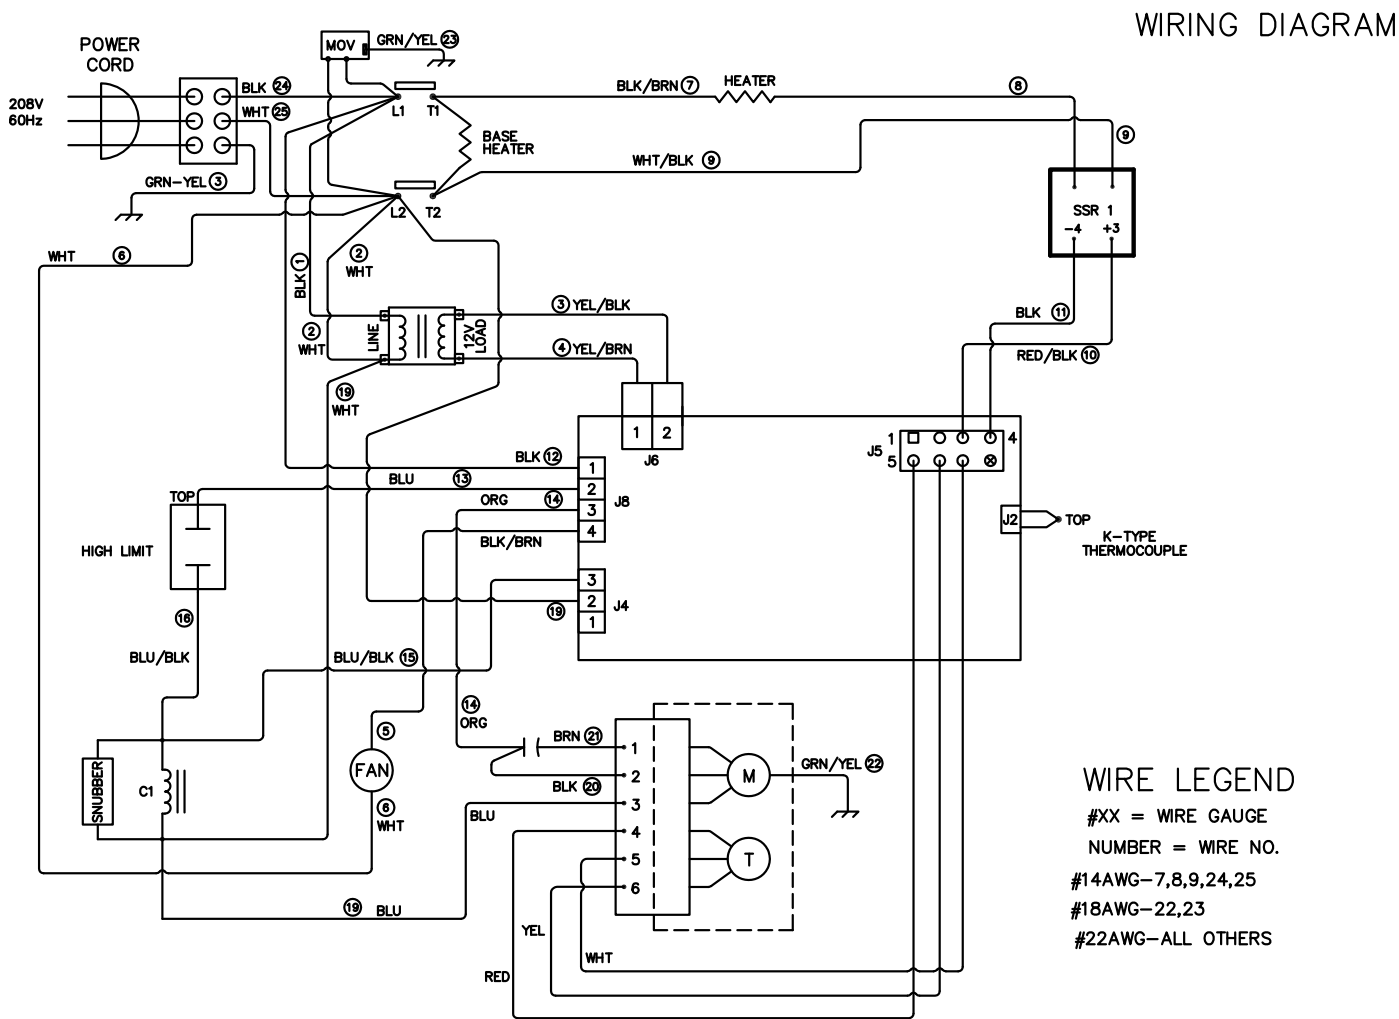 WIRING DIAGRAM
POWER
CORD
208V
60Hz
MOV
GRN/YEL 23
BLK 24
WHT 25
GRN-YEL 3
L1
T1
BASE
HEATER
L2
T2
BLK/BRN 7
HEATER
8
WHT/BLK 9
9
SSR 1
-4
+3
WHT
6
BLK 1
2
WHT
2
WHT
LINE
12V
LOAD
3 YEL/BLK
4 YEL/BRN
19
WHT
BLK 11
RED/BLK 10
1
2
J6
BLK 12
BLU
13
ORG
14
BLK/BRN
1
2
3
4
J8
3
2
1
J4
19
J5
1
4
5
J2
TOP
K-TYPE
THERMOCOUPLE
TOP
HIGH LIMIT
16
BLU/BLK
BLU/BLK 15
14
ORG
5
FAN
6
WHT
SNUBBER
C1
BRN 21
BLK 20
BLU
1
2
3
4
5
6
M
T
GRN/YEL 22
19
BLU
YEL
WHT
RED
WIRE LEGEND
#XX = WIRE GAUGE
NUMBER = WIRE NO.
#14AWG-7,8,9,24,25
#18AWG-22,23
#22AWG-ALL OTHERS